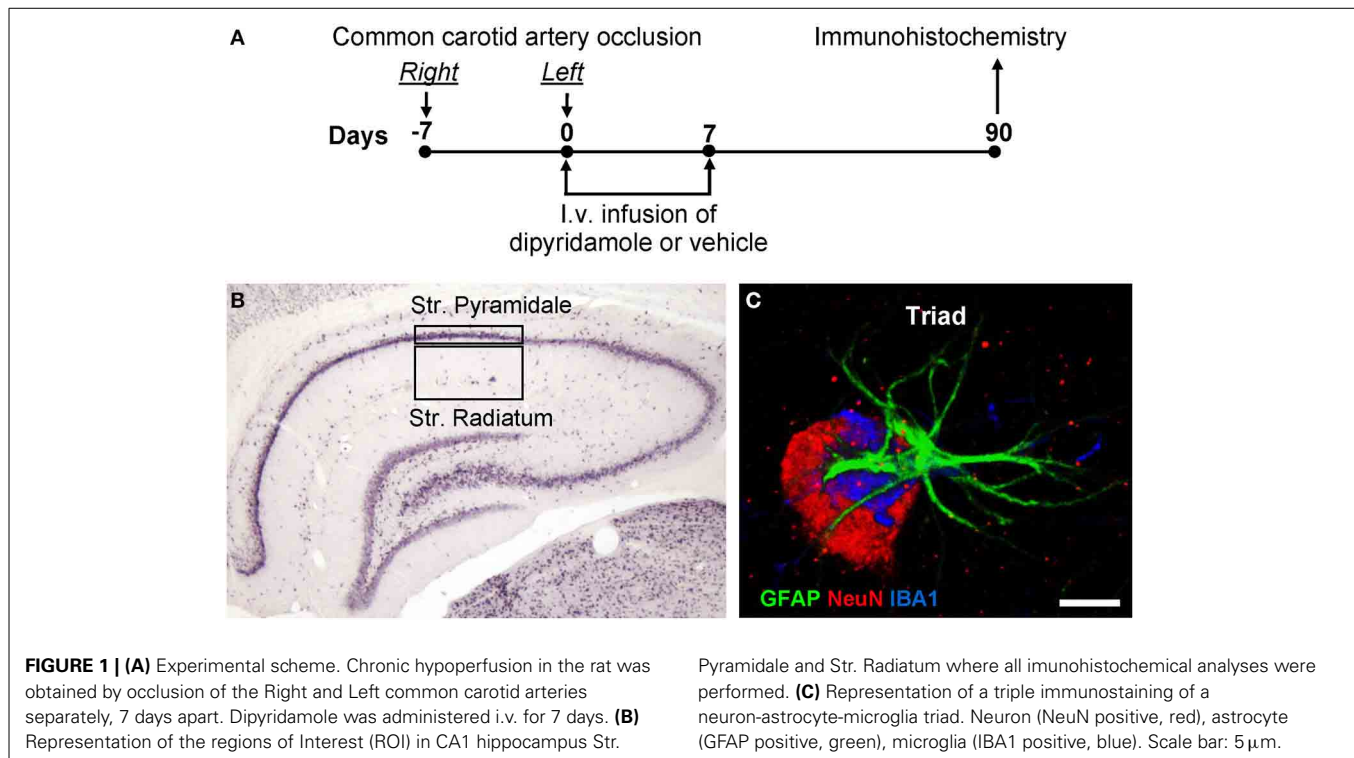 A
Common carotid artery occlusion
Immunohistochemistry
Right
Left
Days
-7
0
7
90
I.v. infusion of
dipyridamole or vehicle
B
Str. Pyramidale
Str. Radiatum
C
Triad
GFAP NeuN IBA1
FIGURE 1 | (A) Experimental scheme. Chronic hypoperfusion in the rat was
obtained by occlusion of the Right and Left common carotid arteries
separately, 7 days apart. Dipyridamole was administered i.v. for 7 days. (B)
Representation of the regions of Interest (ROI) in CA1 hippocampus Str.
Pyramidale and Str. Radiatum where all imunohistochemical analyses were
performed. (C) Representation of a triple immunostaining of a
neuron-astrocyte-microglia triad. Neuron (NeuN positive, red), astrocyte
(GFAP positive, green), microglia (IBA1 positive, blue). Scale bar: 5 μm.